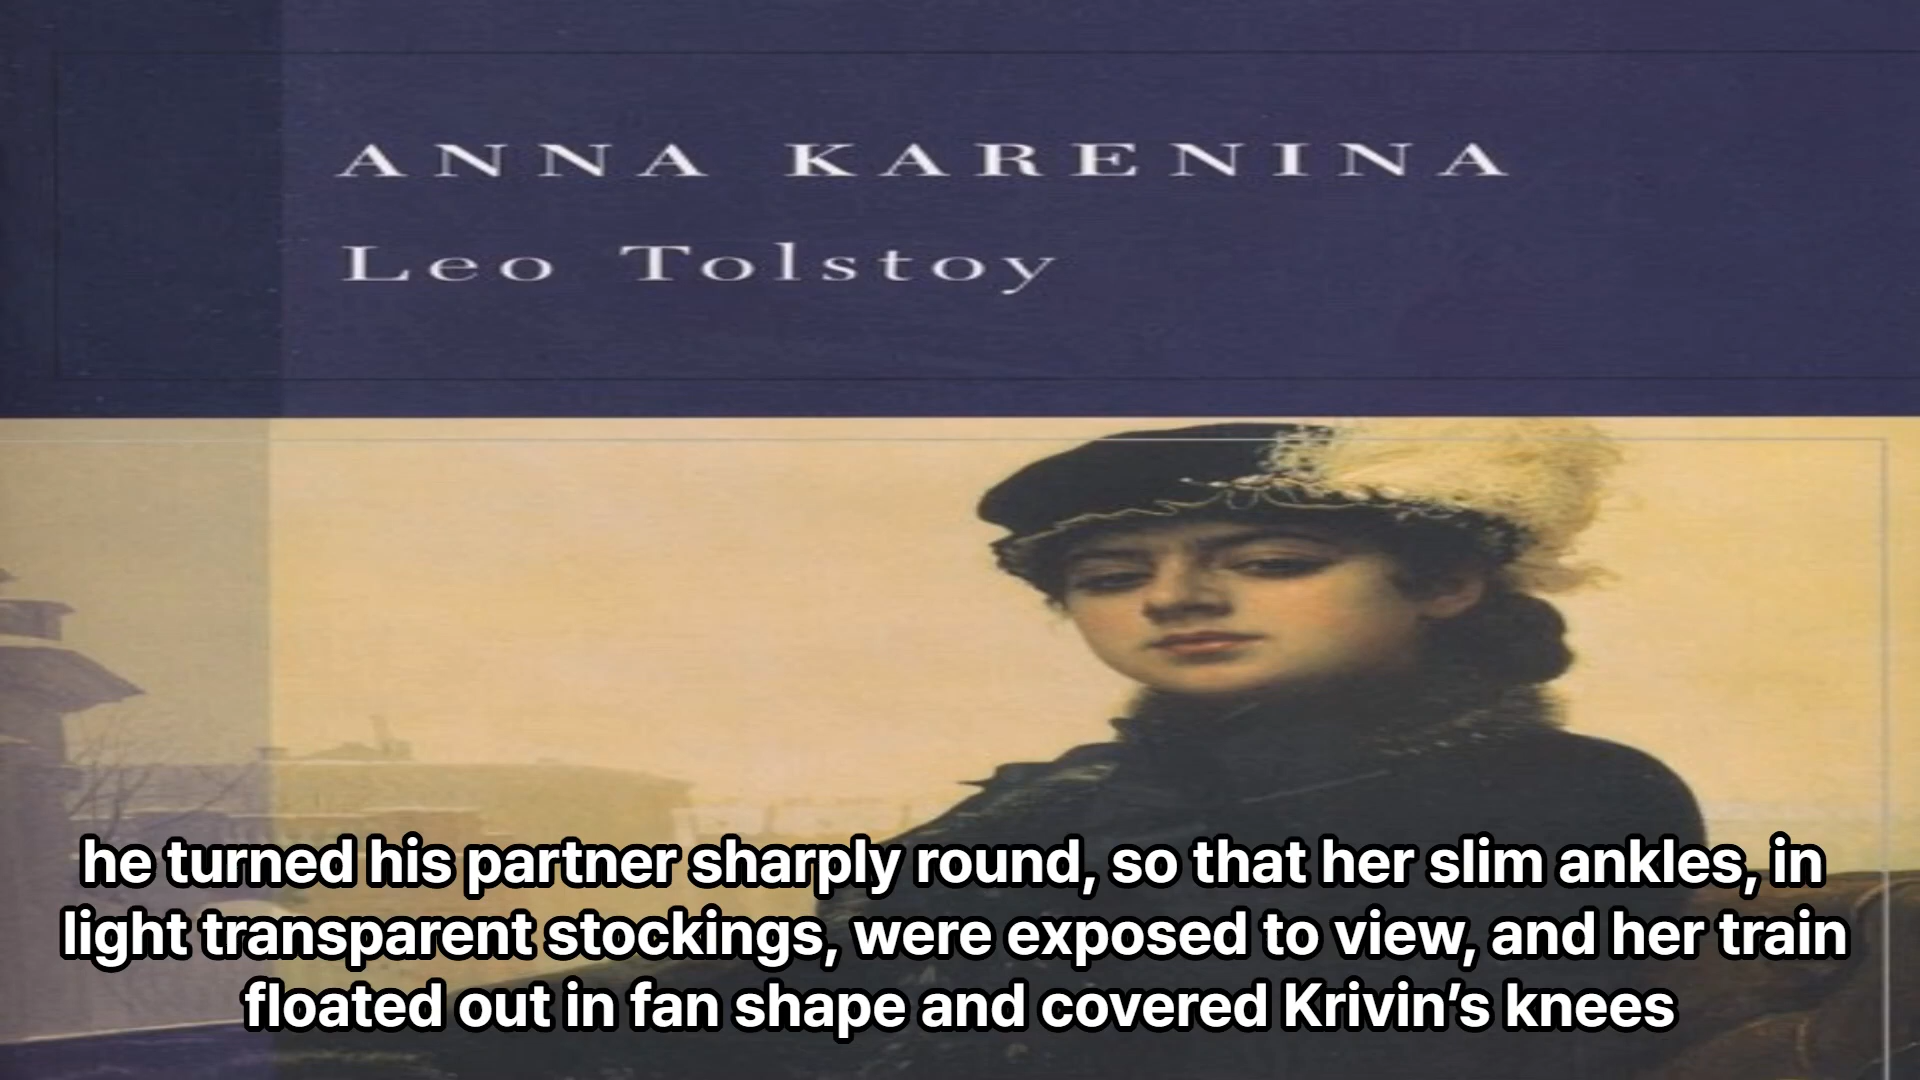 ANNA KARENINA
Leo Tolstoy
he turned his partner sharply round, so that her slim ankles, in
light transparent stockings, were exposed to view, and her train
floated out in fan shape and covered Krivin’s knees